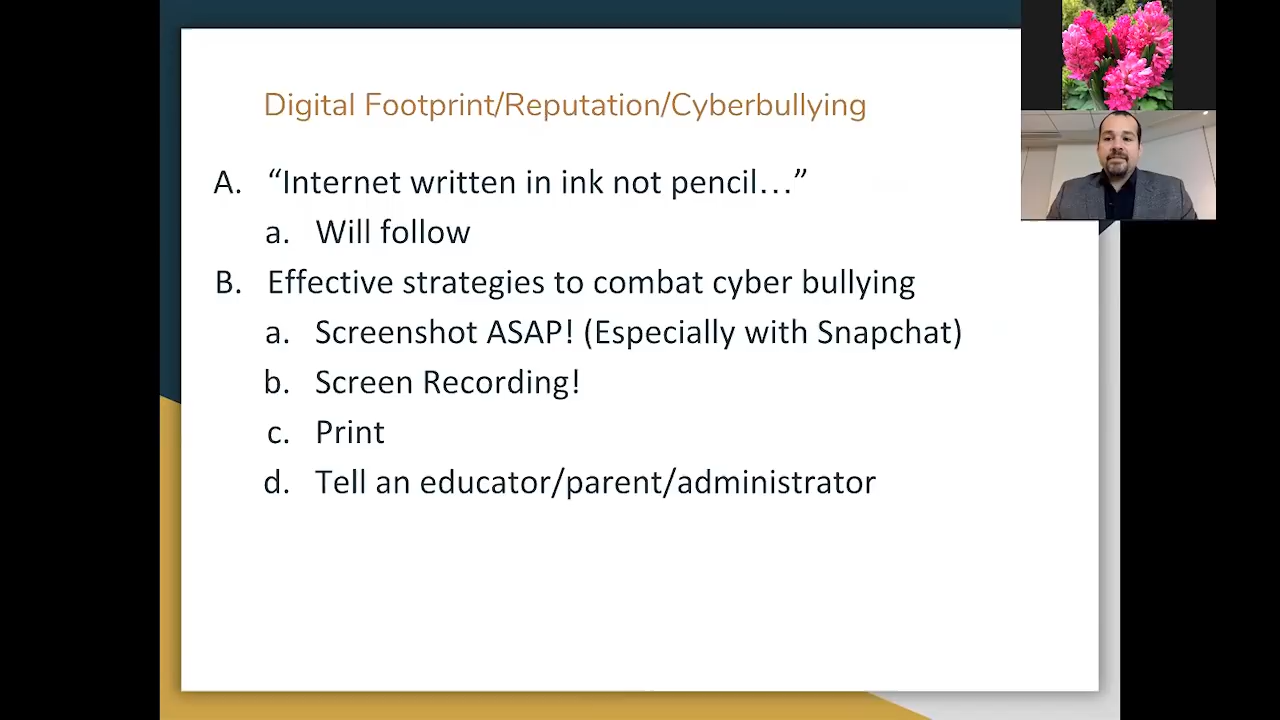 Digital Footprint/Reputation/Cyberbullying
A. “Internet written in ink not pencil…”
a. Will follow
B. Effective strategies to combat cyber bullying
a. Screenshot ASAP! (Especially with Snapchat)
b. Screen Recording!
c. Print
d. Tell an educator/parent/administrator